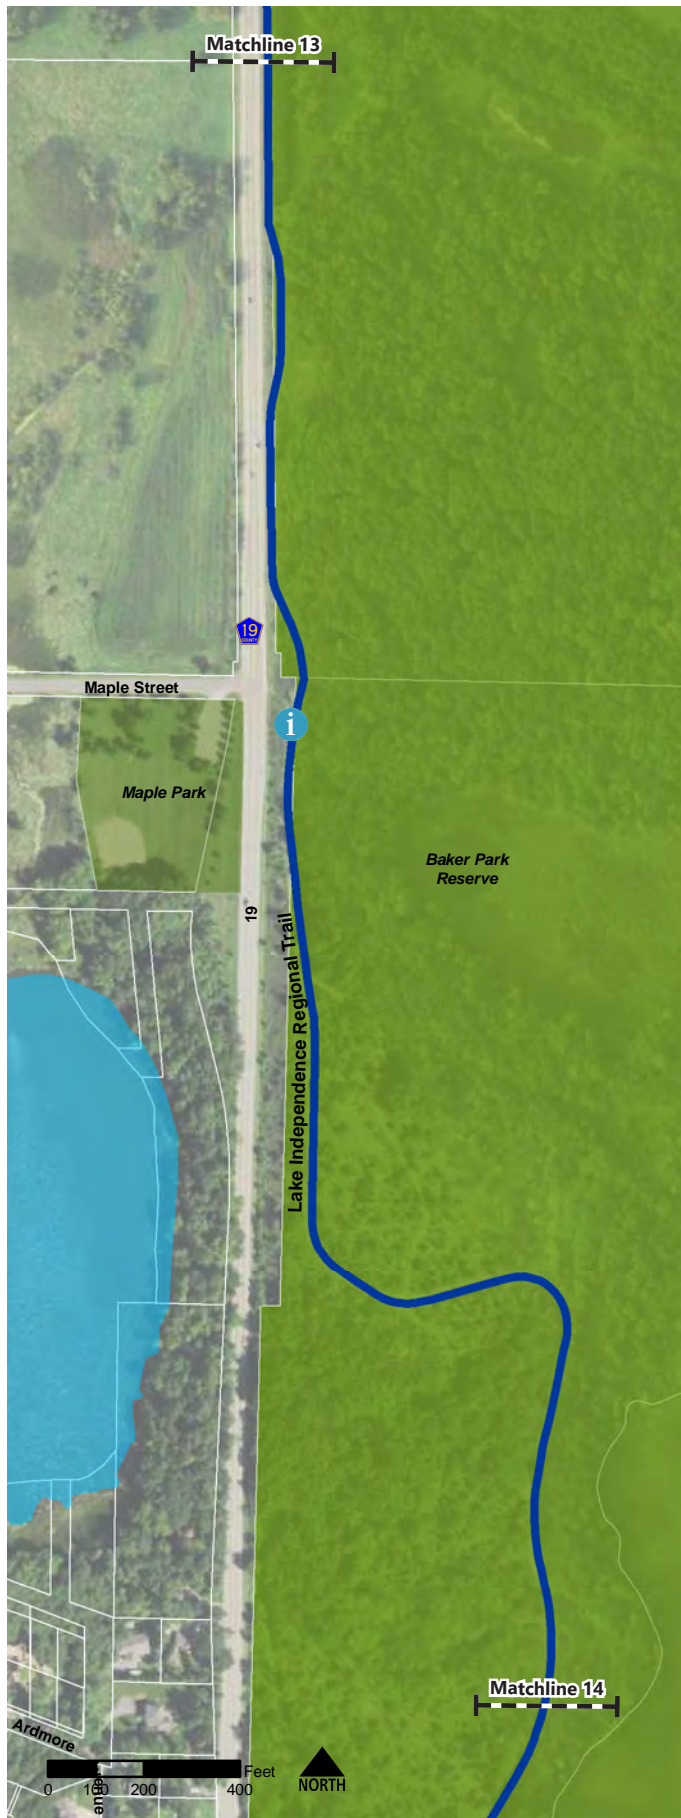 Matchline 13
19
COUNTY
Maple Street
i
Maple Park
Baker Park
Reserve
19
Lake Independence Regional Trail
Matchline 14
Ardmore
Feet
0 100 200 400
NORTH